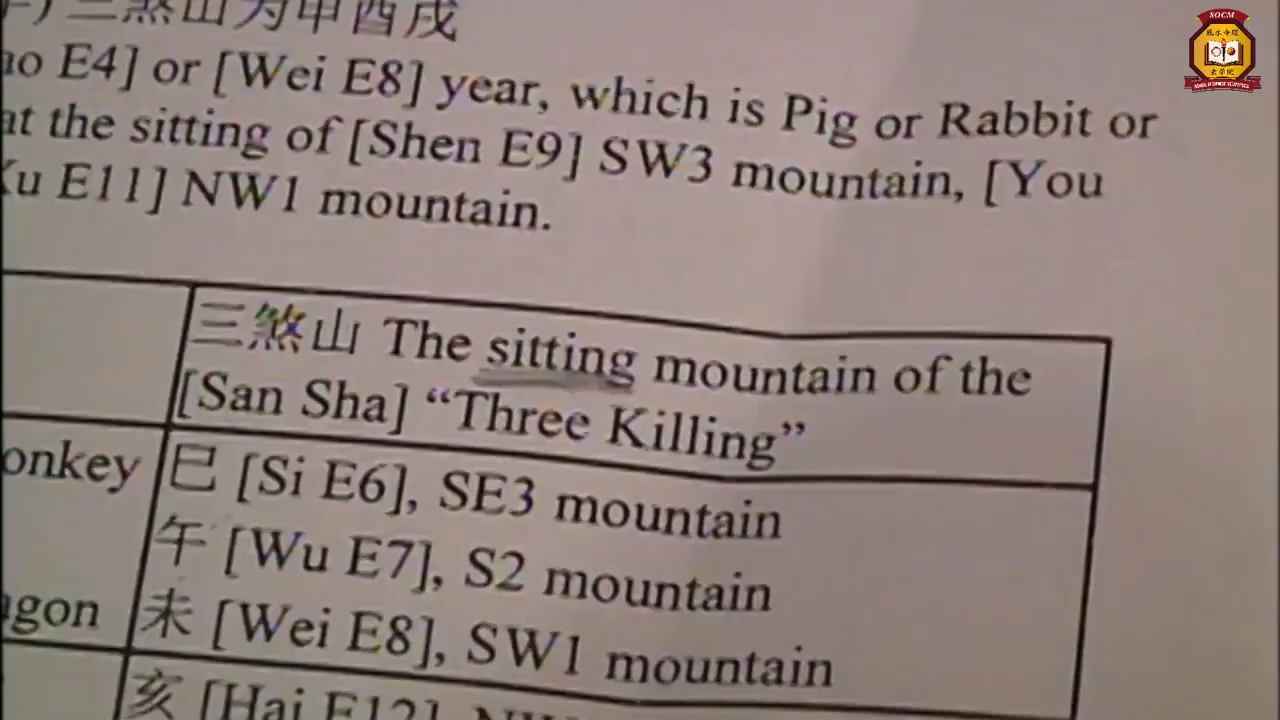 三煞山为申酉戌
E4] or [Wei E8] year, which is Pig or Rabbit or
at the sitting of [Shen E9] SW3 mountain, [You
E11] NW1 mountain.
三煞山 The sitting mountain of the
[San Sha] “Three Killing”
onkey 巳 [Si E6], SE3 mountain
午 [Wu E7], S2 mountain
agon 未 [Wei E8], SW1 mountain
亥 [Hai E12],
SOCM